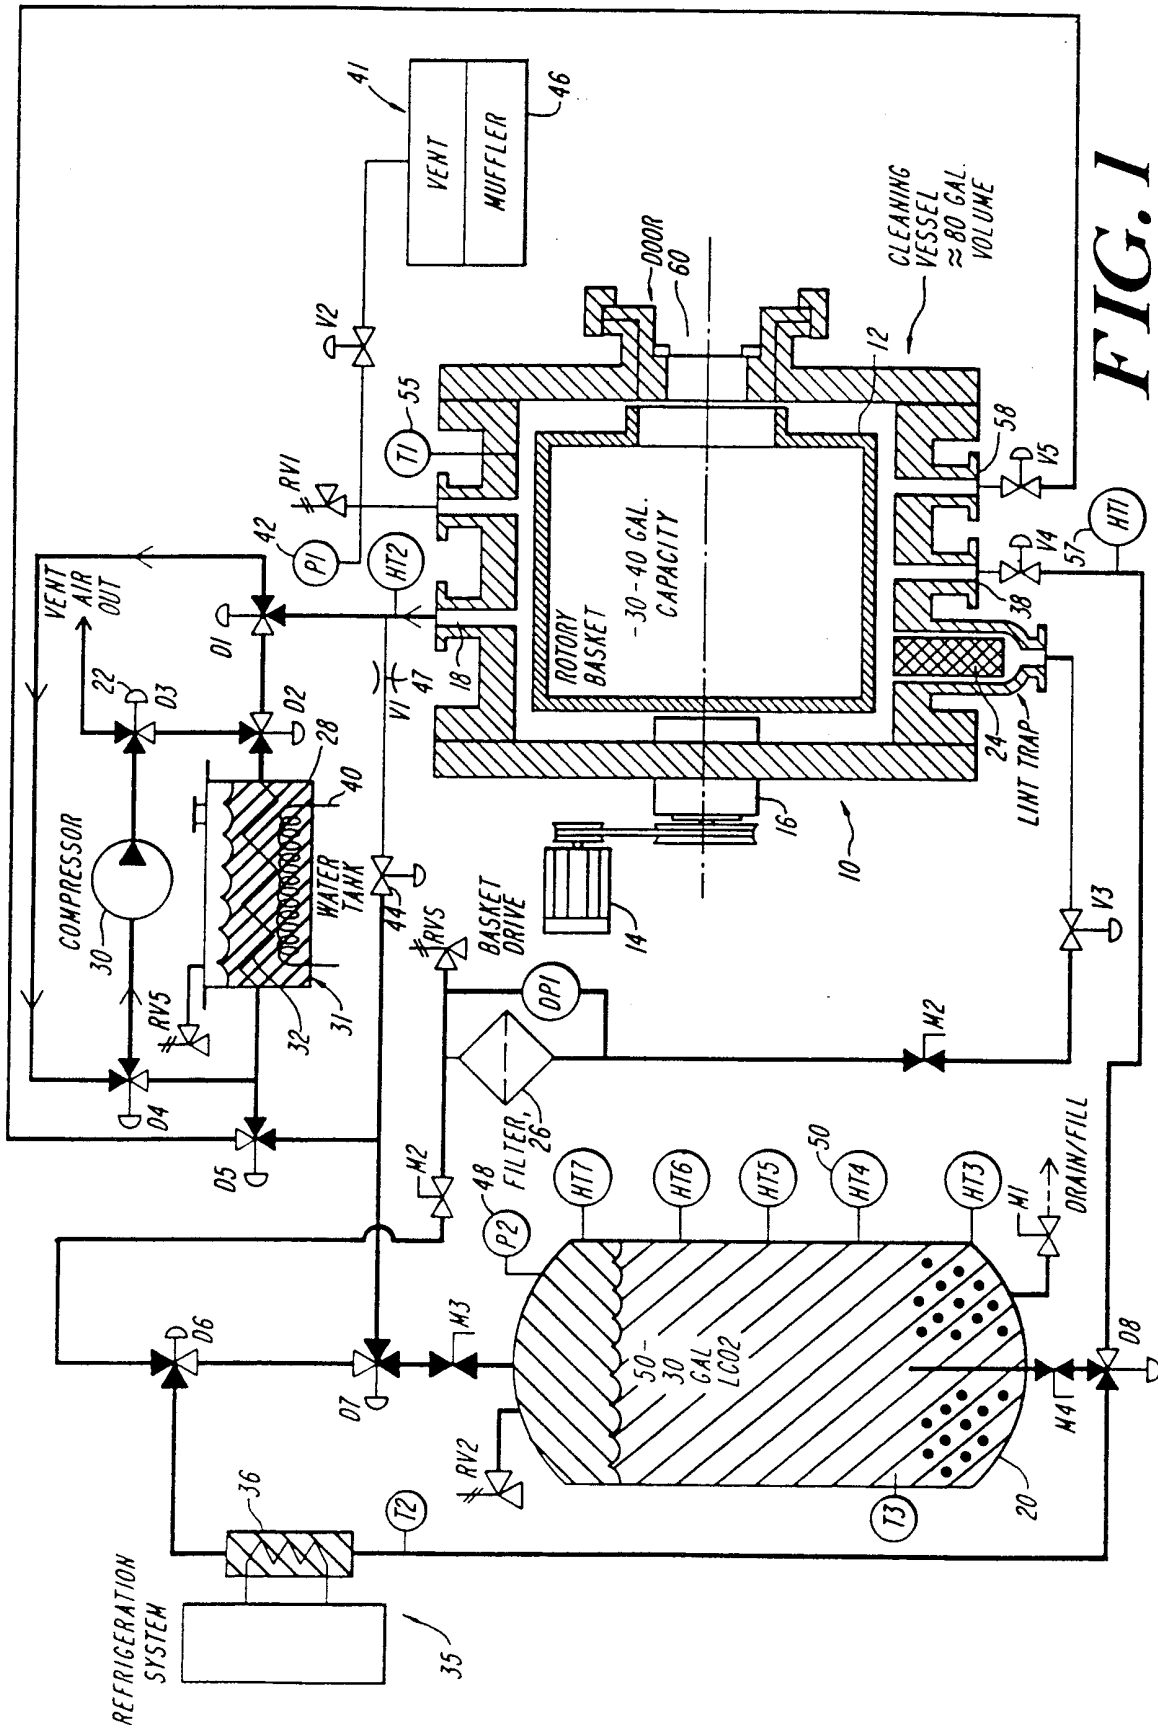 REFRIGERATION
SYSTEM
36
35
T2
D6
D7
M3
RV2
P2
48
50-
30
GAL
LCO2
T3
20
HT7
HT6
HT5
HT4
50
HT3
M1
DRAIN/FILL
M4
D8
D5
D4
RV5
COMPRESSOR
30
32
31
WATER
TANK
28
40
VENT
AIR
OUT
22
D3
D2
D1
44
V1
47
M2
FILTER,
26
DP1
RVS
M2
V3
BASKET
DRIVE
14
16
10
18
HT2
P1
42
RV1
T1
55
V2
VENT
MUFFLER
41
46
ROTORY
BASKET
-30-40 GAL.
CAPACITY
DOOR
60
12
CLEANING
VESSEL
≈ 80 GAL.
VOLUME
24
LINT TRAP
38
V4
57
HT1
58
V5
FIG. 1